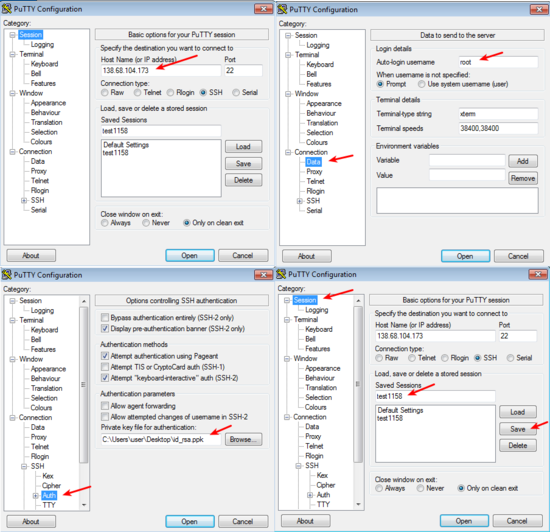 PuTTY Configuration
Category:
Session
Logging
Terminal
Keyboard
Bell
Features
Window
Appearance
Behaviour
Translation
Selection
Colours
Connection
Data
Proxy
Telnet
Rlogin
SSH
Serial
Basic options for your PuTTY session
Specify the destination you want to connect to
Host Name (or IP address) Port
138.68.104.173 22
Connection type:
Raw Telnet Rlogin SSH Serial
Load, save or delete a stored session
Saved Sessions
test1158
Default Settings
test1158
Load
Save
Delete
Close window on exit:
Always Never Only on clean exit
About Open Cancel
PuTTY Configuration
Category:
Session
Logging
Terminal
Keyboard
Bell
Features
Window
Appearance
Behaviour
Translation
Selection
Colours
Connection
Data
Proxy
Telnet
Rlogin
SSH
Serial
Data to send to the server
Login details
Auto-login username root
When username is not specified:
Prompt Use system username (user)
Terminal details
Terminal-type string xterm
Terminal speeds 38400,38400
Environment variables
Variable Add
Value Remove
About Open Cancel
PuTTY Configuration
Category:
Session
Logging
Terminal
Keyboard
Bell
Features
Window
Appearance
Behaviour
Translation
Selection
Colours
Connection
Data
Proxy
Telnet
Rlogin
SSH
Kex
Cipher
Auth
TTY
Options controlling SSH authentication
Bypass authentication entirely (SSH-2 only)
Display pre-authentication banner (SSH-2 only)
Authentication methods
Attempt authentication using Pageant
Attempt TIS or CryptoCard auth (SSH-1)
Attempt "keyboard-interactive" auth (SSH-2)
Authentication parameters
Allow agent forwarding
Allow attempted changes of username in SSH-2
Private key file for authentication:
C:\Users\user\Desktop\id_rsa.ppk Browse...
About Open Cancel
PuTTY Configuration
Category:
Session
Logging
Terminal
Keyboard
Bell
Features
Window
Appearance
Behaviour
Translation
Selection
Colours
Connection
Data
Proxy
Telnet
Rlogin
SSH
Kex
Cipher
Auth
TTY
Basic options for your PuTTY session
Specify the destination you want to connect to
Host Name (or IP address) Port
138.68.104.173 22
Connection type:
Raw Telnet Rlogin SSH Serial
Load, save or delete a stored session
Saved Sessions
test1158
Default Settings
test1158
Load
Save
Delete
Close window on exit:
Always Never Only on clean exit
About Open Cancel